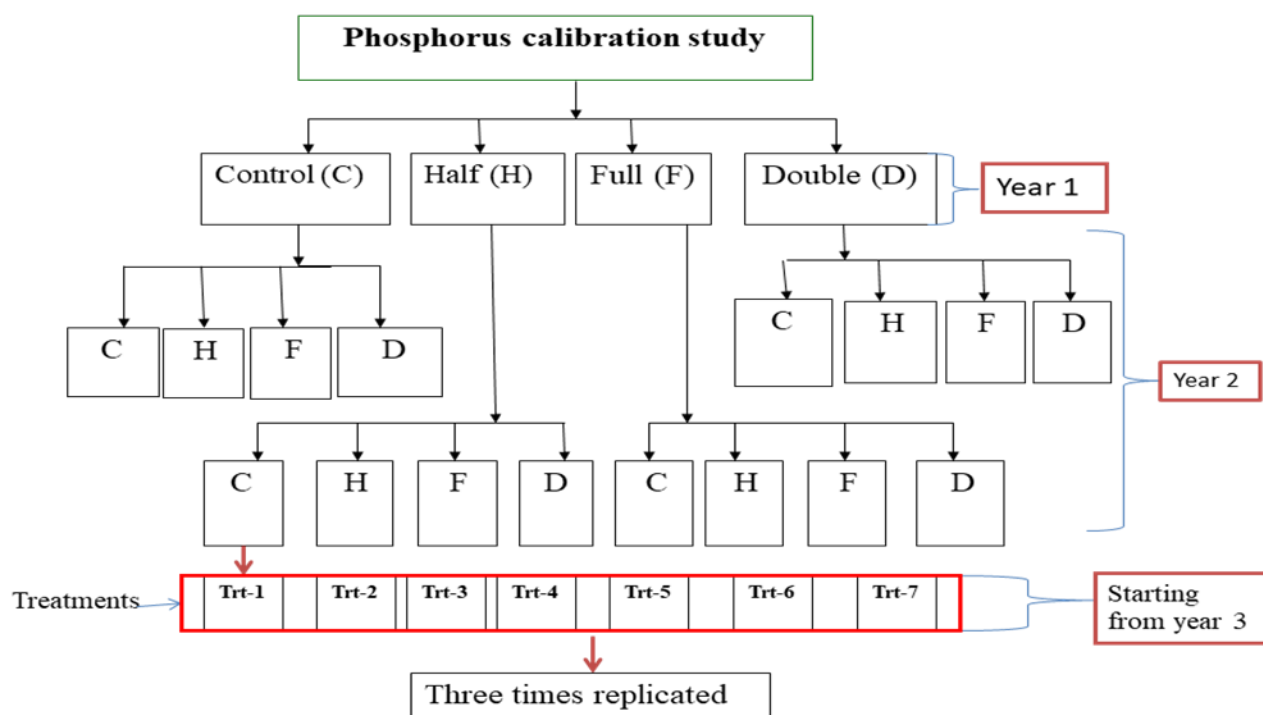 Phosphorus calibration study
Control (C)
Half (H)
Full (F)
Double (D)
Year 1
C
H
F
D
C
H
F
D
Year 2
C
H
F
D
C
H
F
D
Treatments
Trt-1
Trt-2
Trt-3
Trt-4
Trt-5
Trt-6
Trt-7
Starting
from year 3
Three times replicated